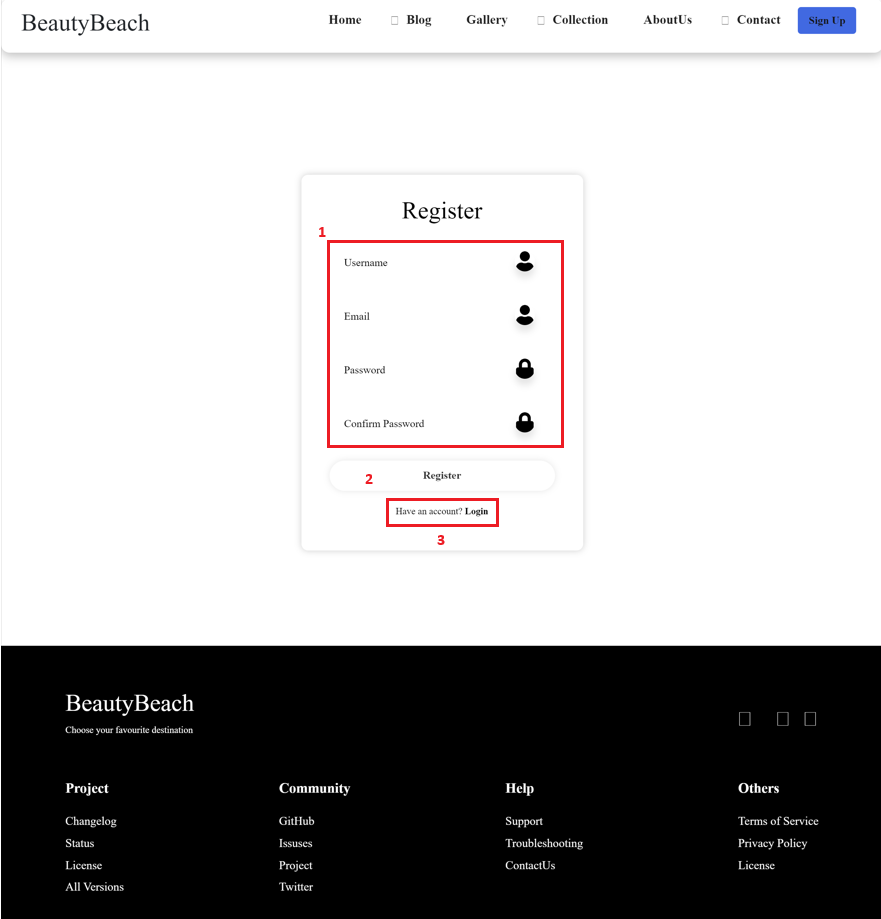 BeautyBeach Home Blog Gallery Collection AboutUs Contact Sign Up
Register
1
Username
Email
Password
Confirm Password
2 Register
Have an account? Login
3
BeautyBeach
Choose your favourite destination
Project Community Help Others
Changelog GitHub Support Terms of Service
Status Issuses Troubleshooting Privacy Policy
License Project ContactUs License
All Versions Twitter